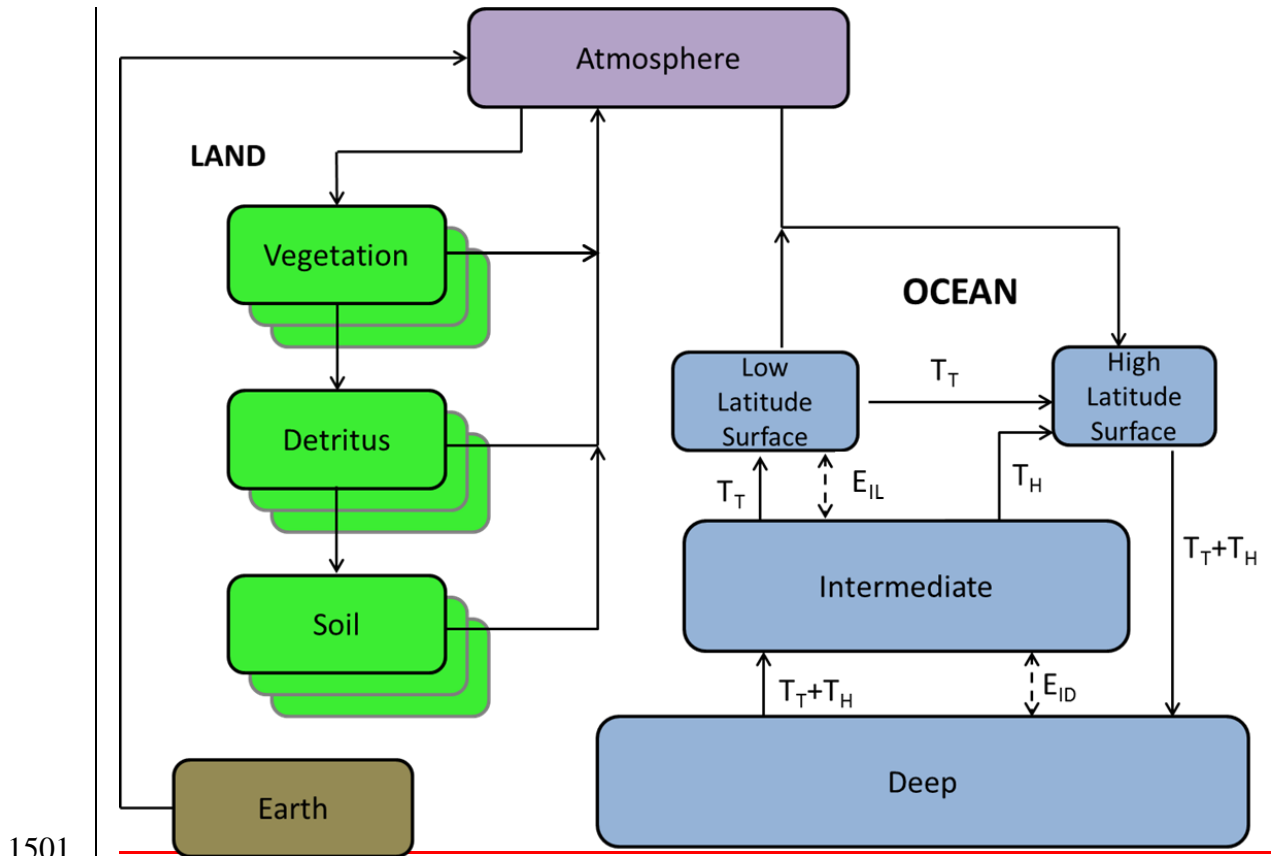 Atmosphere
LAND
Vegetation
OCEAN
Low
Latitude
Surface
T_T
High
Latitude
Surface
Detritus
T_T
E_IL
T_H
T_T+T_H
Intermediate
Soil
T_T+T_H
E_ID
Deep
Earth
1501